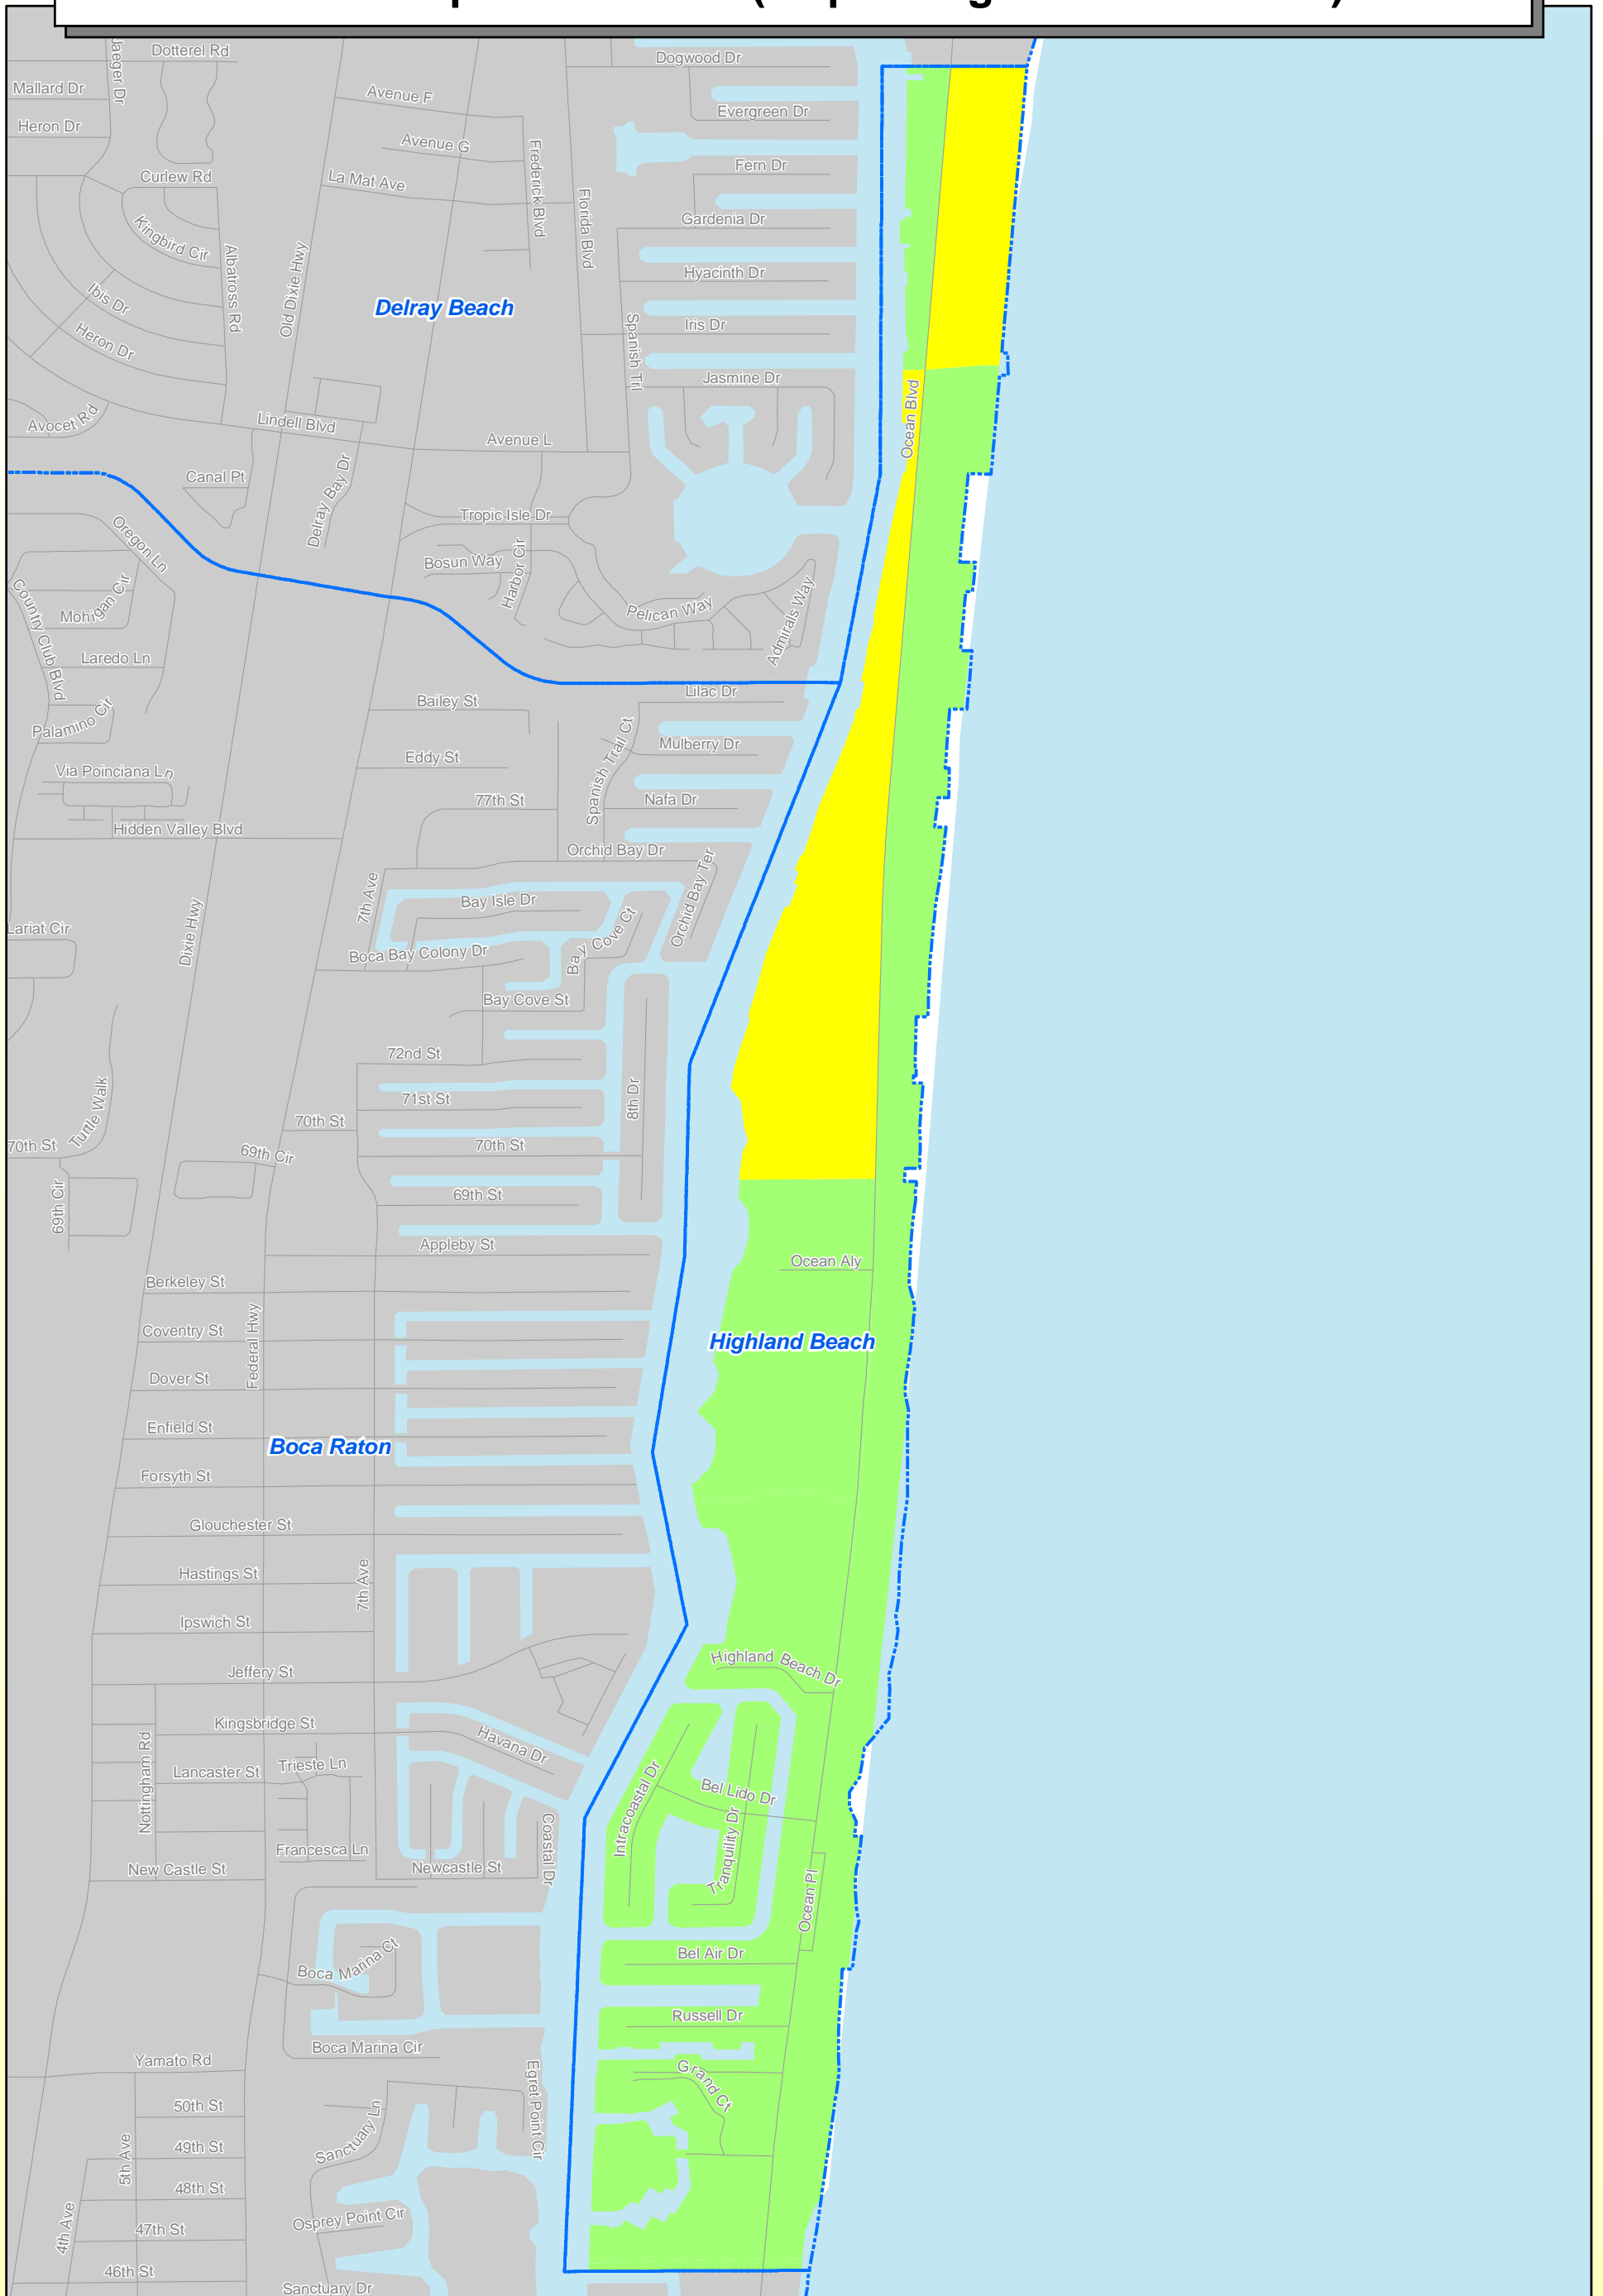 Jaeger Dr
Dotterel Rd
Dogwood Dr
Mallard Dr
Avenue F
Evergreen Dr
Heron Dr
Avenue G
Frederick Blvd
Fern Dr
Curlew Rd
La Mat Ave
Florida Blvd
Gardenia Dr
Kingbird Cir
Albatross Rd
Old Dixie Hwy
Hyacinth Dr
Ibis Dr
Delray Beach
Iris Dr
Heron Dr
Spanish Trl
Jasmine Dr
Ocean Blvd
Avocet Rd
Lindell Blvd
Avenue L
Canal Pt
Delray Bay Dr
Tropic Isle Dr
Oregon Ln
Bosun Way
Harbor Cir
Country Club Blvd
Mohigan Cir
Pelican Way
Admirals Way
Laredo Ln
Lilac Dr
Bailey St
Palamino Cir
Mulberry Dr
Eddy St
Spanish Trail Ct
Via Poinciana Ln
77th St
Nafa Dr
Hidden Valley Blvd
Orchid Bay Dr
7th Ave
Bay Isle Dr
Orchid Bay Ter
Lariat Cir
Dixie Hwy
Boca Bay Colony Dr
Bay Cove Ct
Bay Cove St
72nd St
Turtle Walk
71st St
8th Dr
70th St
70th St
69th Cir
70th St
69th Cir
69th St
Appleby St
Ocean Aly
Berkeley St
Federal Hwy
Coventry St
Highland Beach
Dover St
Enfield St
Boca Raton
Forsyth St
Glouchester St
Hastings St
7th Ave
Ipswich St
Highland Beach Dr
Jeffery St
Kingsbridge St
Havana Dr
Nottingham Rd
Lancaster St
Trieste Ln
Intracoastal Dr
Bel Lido Dr
Coastal Dr
Tranquility Dr
Francesca Ln
New Castle St
Newcastle St
Ocean Pl
Boca Marina Ct
Bel Air Dr
Russell Dr
Boca Marina Cir
Yamato Rd
Egret Point Cir
Grand Ct
50th St
Sanctuary Ln
5th Ave
49th St
48th St
4th Ave
47th St
Osprey Point Cir
46th St
Sanctuary Dr